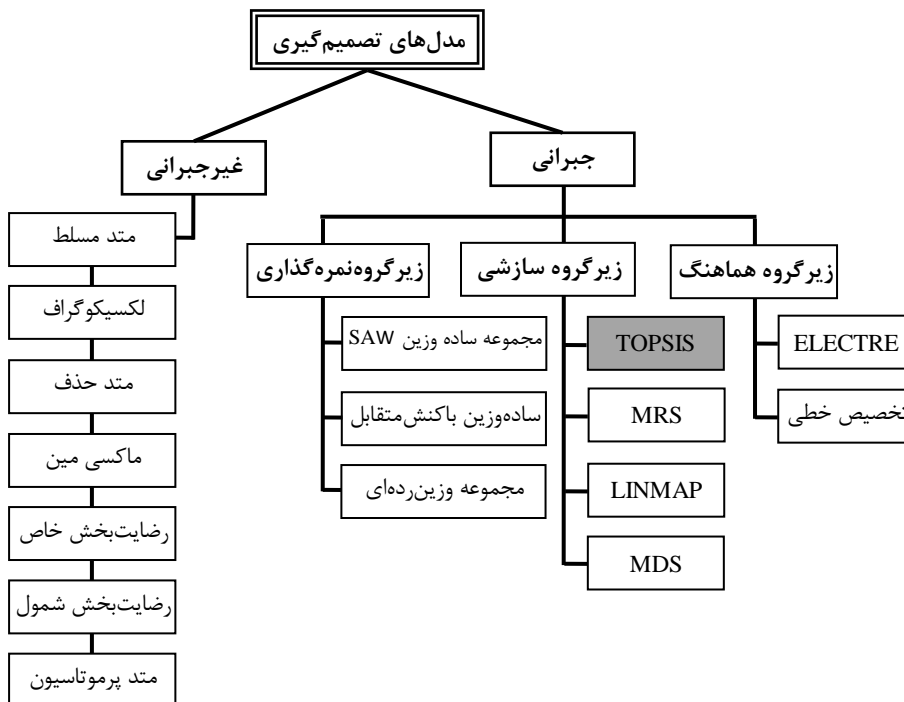 مدل‌های تصمیم‌گیری
جبرانی
غیرجبرانی
زیرگروه هماهنگ
زیرگروه سازشی
زیرگروه‌نمره‌گذاری
ELECTRE
تخصیص خطی
TOPSIS
MRS
LINMAP
MDS
مجموعه ساده وزین SAW
ساده‌وزین باکنش‌متقابل
مجموعه وزین‌رده‌ای
متد مسلط
لکسیکوگراف
متد حذف
ماکسی مین
رضایت‌بخش خاص
رضایت‌بخش شمول
متد پرموتاسیون